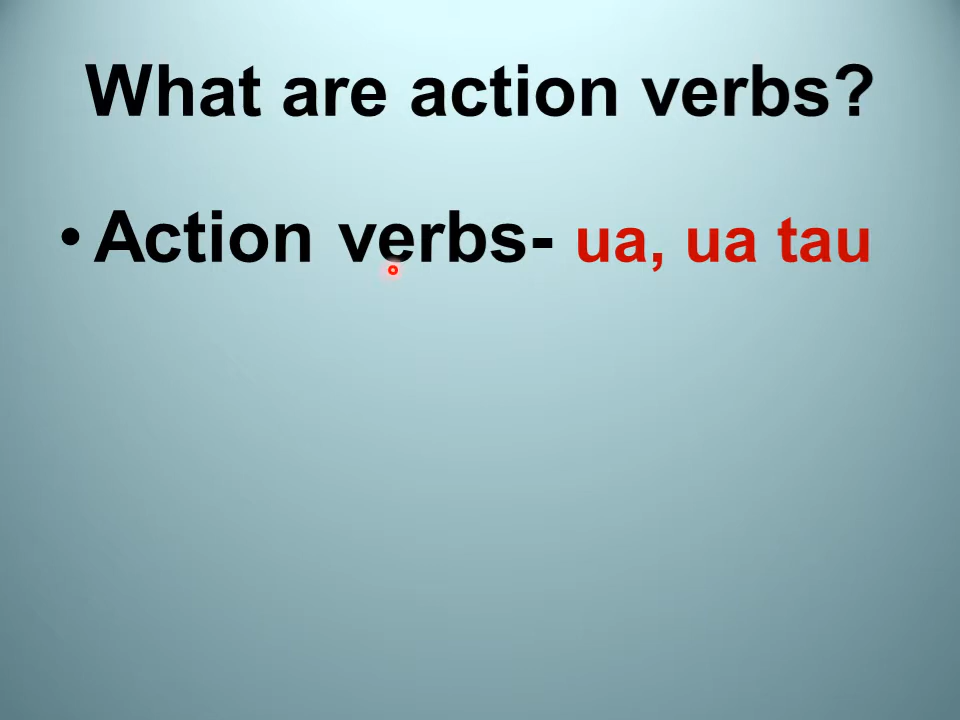 What are action verbs?
• Action verbs- ua, ua tau